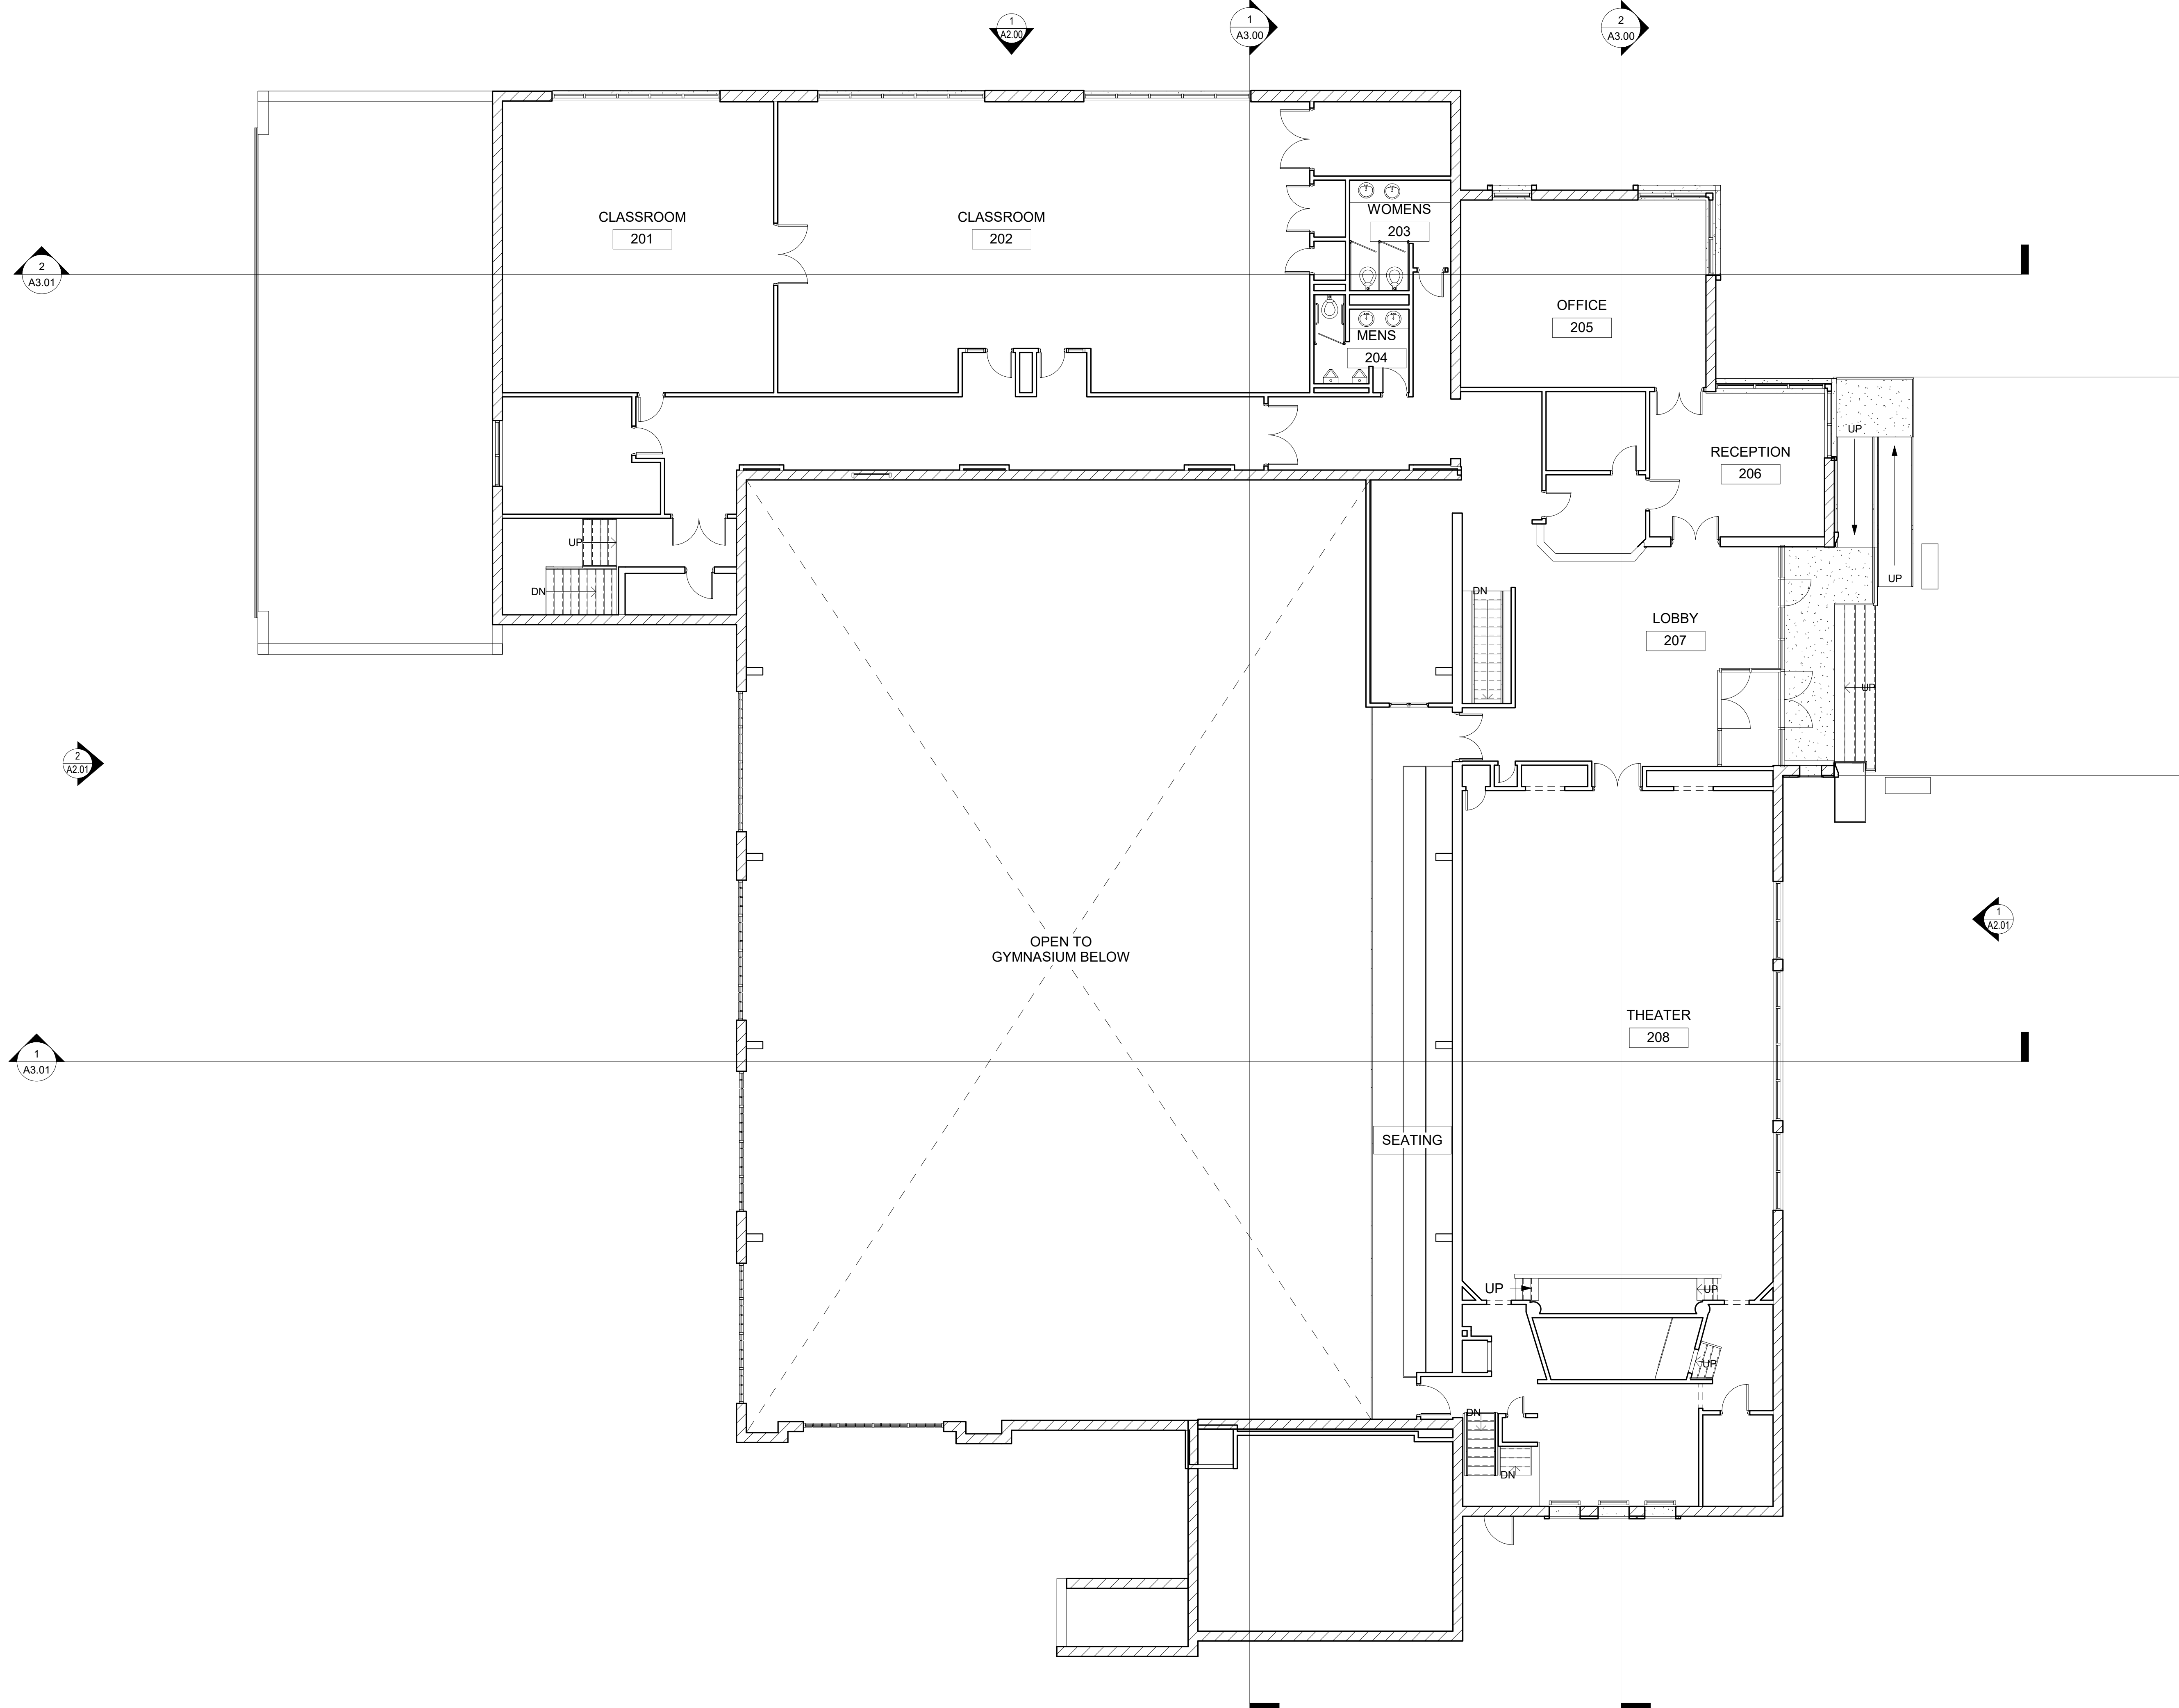 1
A2.00
1
A3.00
2
A3.00
CLASSROOM
201
CLASSROOM
202
WOMENS
203
2
A3.01
OFFICE
205
MENS
204
UP
RECEPTION
206
UP
DN
UP
DN
LOBBY
207
UP
2
A2.01
1
A2.01
OPEN TO
GYMNASIUM BELOW
THEATER
208
1
A3.01
SEATING
UP
UP
UP
DN
DN